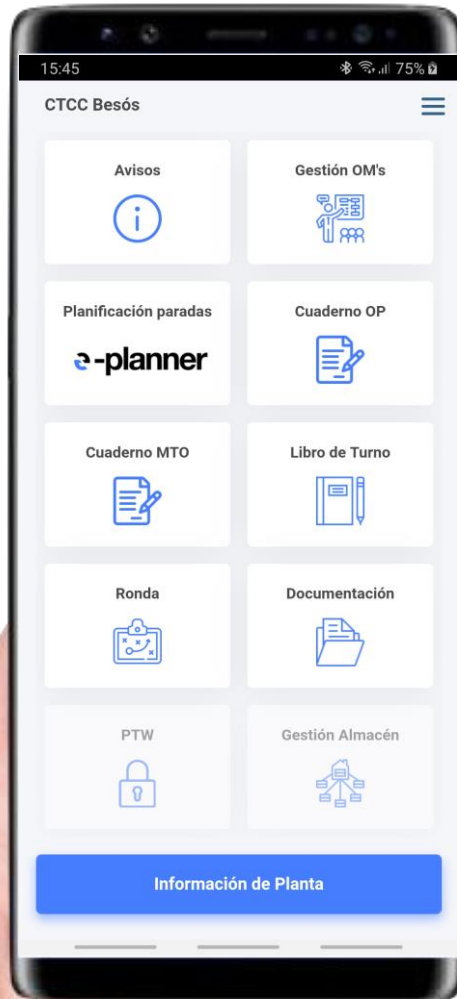 15:45 75%
CTCC Besós
Avisos Gestión OM's
Planificación paradas Cuaderno OP
e-planner
Cuaderno MTO Libro de Turno
Ronda Documentación
PTW Gestión Almacén
Información de Planta